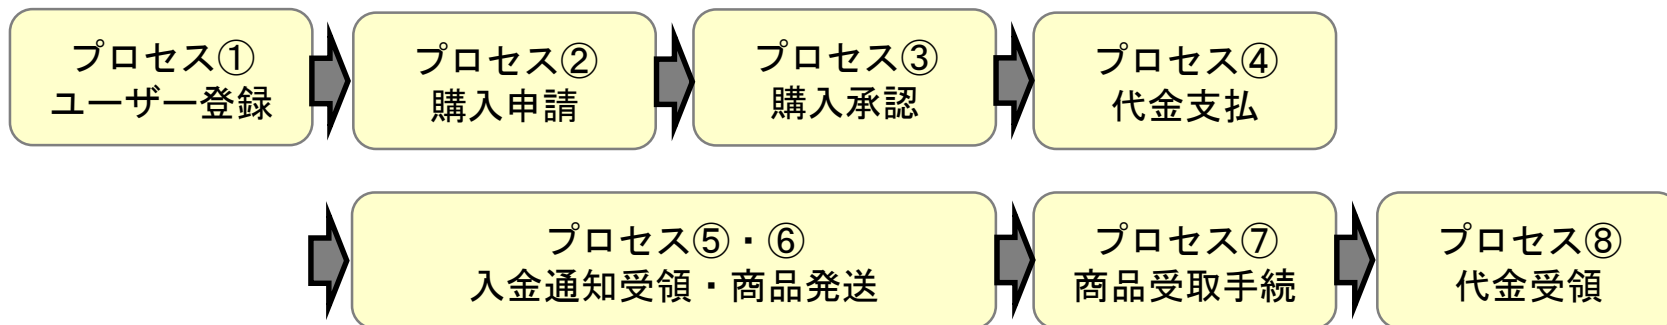 プロセス①
ユーザー登録
プロセス②
購入申請
プロセス③
購入承認
プロセス④
代金支払
プロセス⑤・⑥
入金通知受領・商品発送
プロセス⑦
商品受取手続
プロセス⑧
代金受領